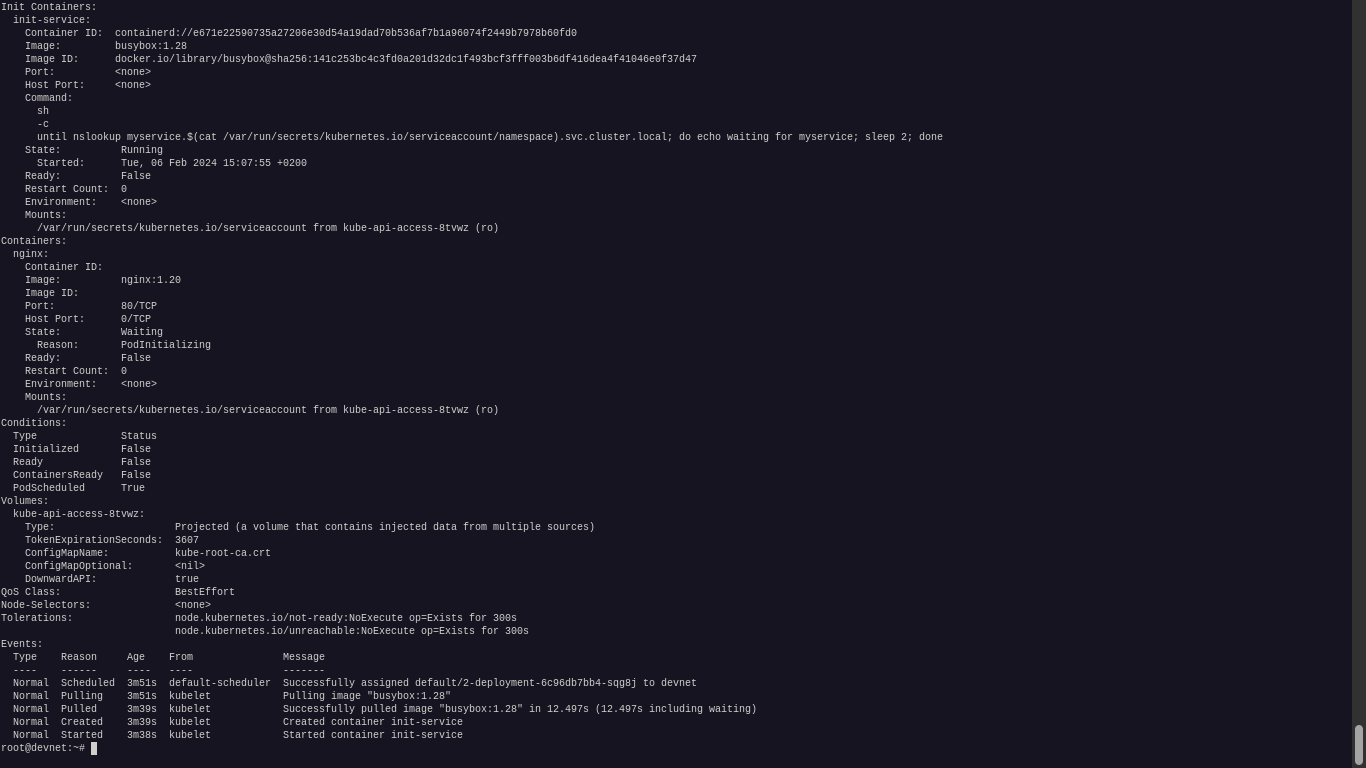 Init Containers:
  init-service:
    Container ID:  containerd://e671e22590735a27206e30d54a19dad70b536af7b1a96074f2449b7978b60fd0
    Image:         busybox:1.28
    Image ID:      docker.io/library/busybox@sha256:141c253bc4c3fd0a201d32dc1f493bcf3fff003b6df416dea4f41046e0f37d47
    Port:          <none>
    Host Port:     <none>
    Command:
      sh
      -c
      until nslookup myservice.$(cat /var/run/secrets/kubernetes.io/serviceaccount/namespace).svc.cluster.local; do echo waiting for myservice; sleep 2; done
    State:          Running
      Started:      Tue, 06 Feb 2024 15:07:55 +0200
    Ready:          False
    Restart Count:  0
    Environment:    <none>
    Mounts:
      /var/run/secrets/kubernetes.io/serviceaccount from kube-api-access-8tvwz (ro)
Containers:
  nginx:
    Container ID:
    Image:          nginx:1.20
    Image ID:
    Port:           80/TCP
    Host Port:      0/TCP
    State:          Waiting
      Reason:       PodInitializing
    Ready:          False
    Restart Count:  0
    Environment:    <none>
    Mounts:
      /var/run/secrets/kubernetes.io/serviceaccount from kube-api-access-8tvwz (ro)
Conditions:
  Type              Status
  Initialized       False
  Ready             False
  ContainersReady   False
  PodScheduled      True
Volumes:
  kube-api-access-8tvwz:
    Type:                    Projected (a volume that contains injected data from multiple sources)
    TokenExpirationSeconds:  3607
    ConfigMapName:           kube-root-ca.crt
    ConfigMapOptional:       <nil>
    DownwardAPI:             true
QoS Class:                   BestEffort
Node-Selectors:              <none>
Tolerations:                 node.kubernetes.io/not-ready:NoExecute op=Exists for 300s
                             node.kubernetes.io/unreachable:NoExecute op=Exists for 300s
Events:
  Type    Reason     Age    From               Message
  ----    ------     ----   ----               -------
  Normal  Scheduled  3m51s  default-scheduler  Successfully assigned default/2-deployment-6c96db7bb4-sqg8j to devnet
  Normal  Pulling    3m51s  kubelet            Pulling image "busybox:1.28"
  Normal  Pulled     3m39s  kubelet            Successfully pulled image "busybox:1.28" in 12.497s (12.497s including waiting)
  Normal  Created    3m39s  kubelet            Created container init-service
  Normal  Started    3m38s  kubelet            Started container init-service
root@devnet:~#